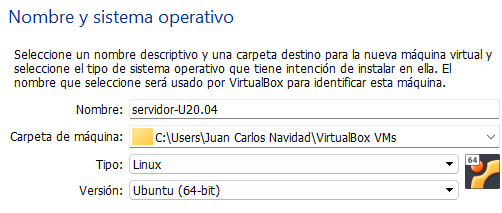 Nombre y sistema operativo
Seleccione un nombre descriptivo y una carpeta destino para la nueva máquina virtual y
seleccione el tipo de sistema operativo que tiene intención de instalar en ella. El
nombre que seleccione será usado por VirtualBox para identificar esta máquina.
Nombre: servidor-U20.04
Carpeta de máquina: C:\Users\Juan Carlos Navidad\VirtualBox VMs
Tipo: Linux 64
Versión: Ubuntu (64-bit)